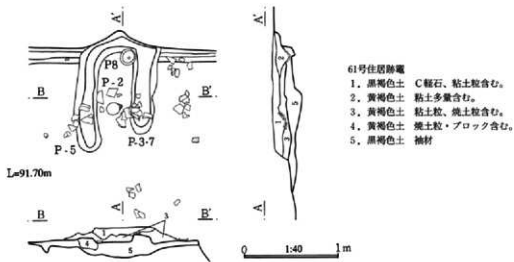 A'
A'
P8
P-2
B
B'
P-5
P-3·7
L=91.70m
61号住居跡竈
1．黒褐色土 C軽石、粘土粒含む。
2．黄褐色土 粘土多量含む。
3．黄褐色土 粘土粒、焼土粒含む。
4．黄褐色土 焼土粒・ブロック含む。
5．黒褐色土 袖材
2
5
1
3
B
A
B'
3
1
4
5
A
0 1:40 1m